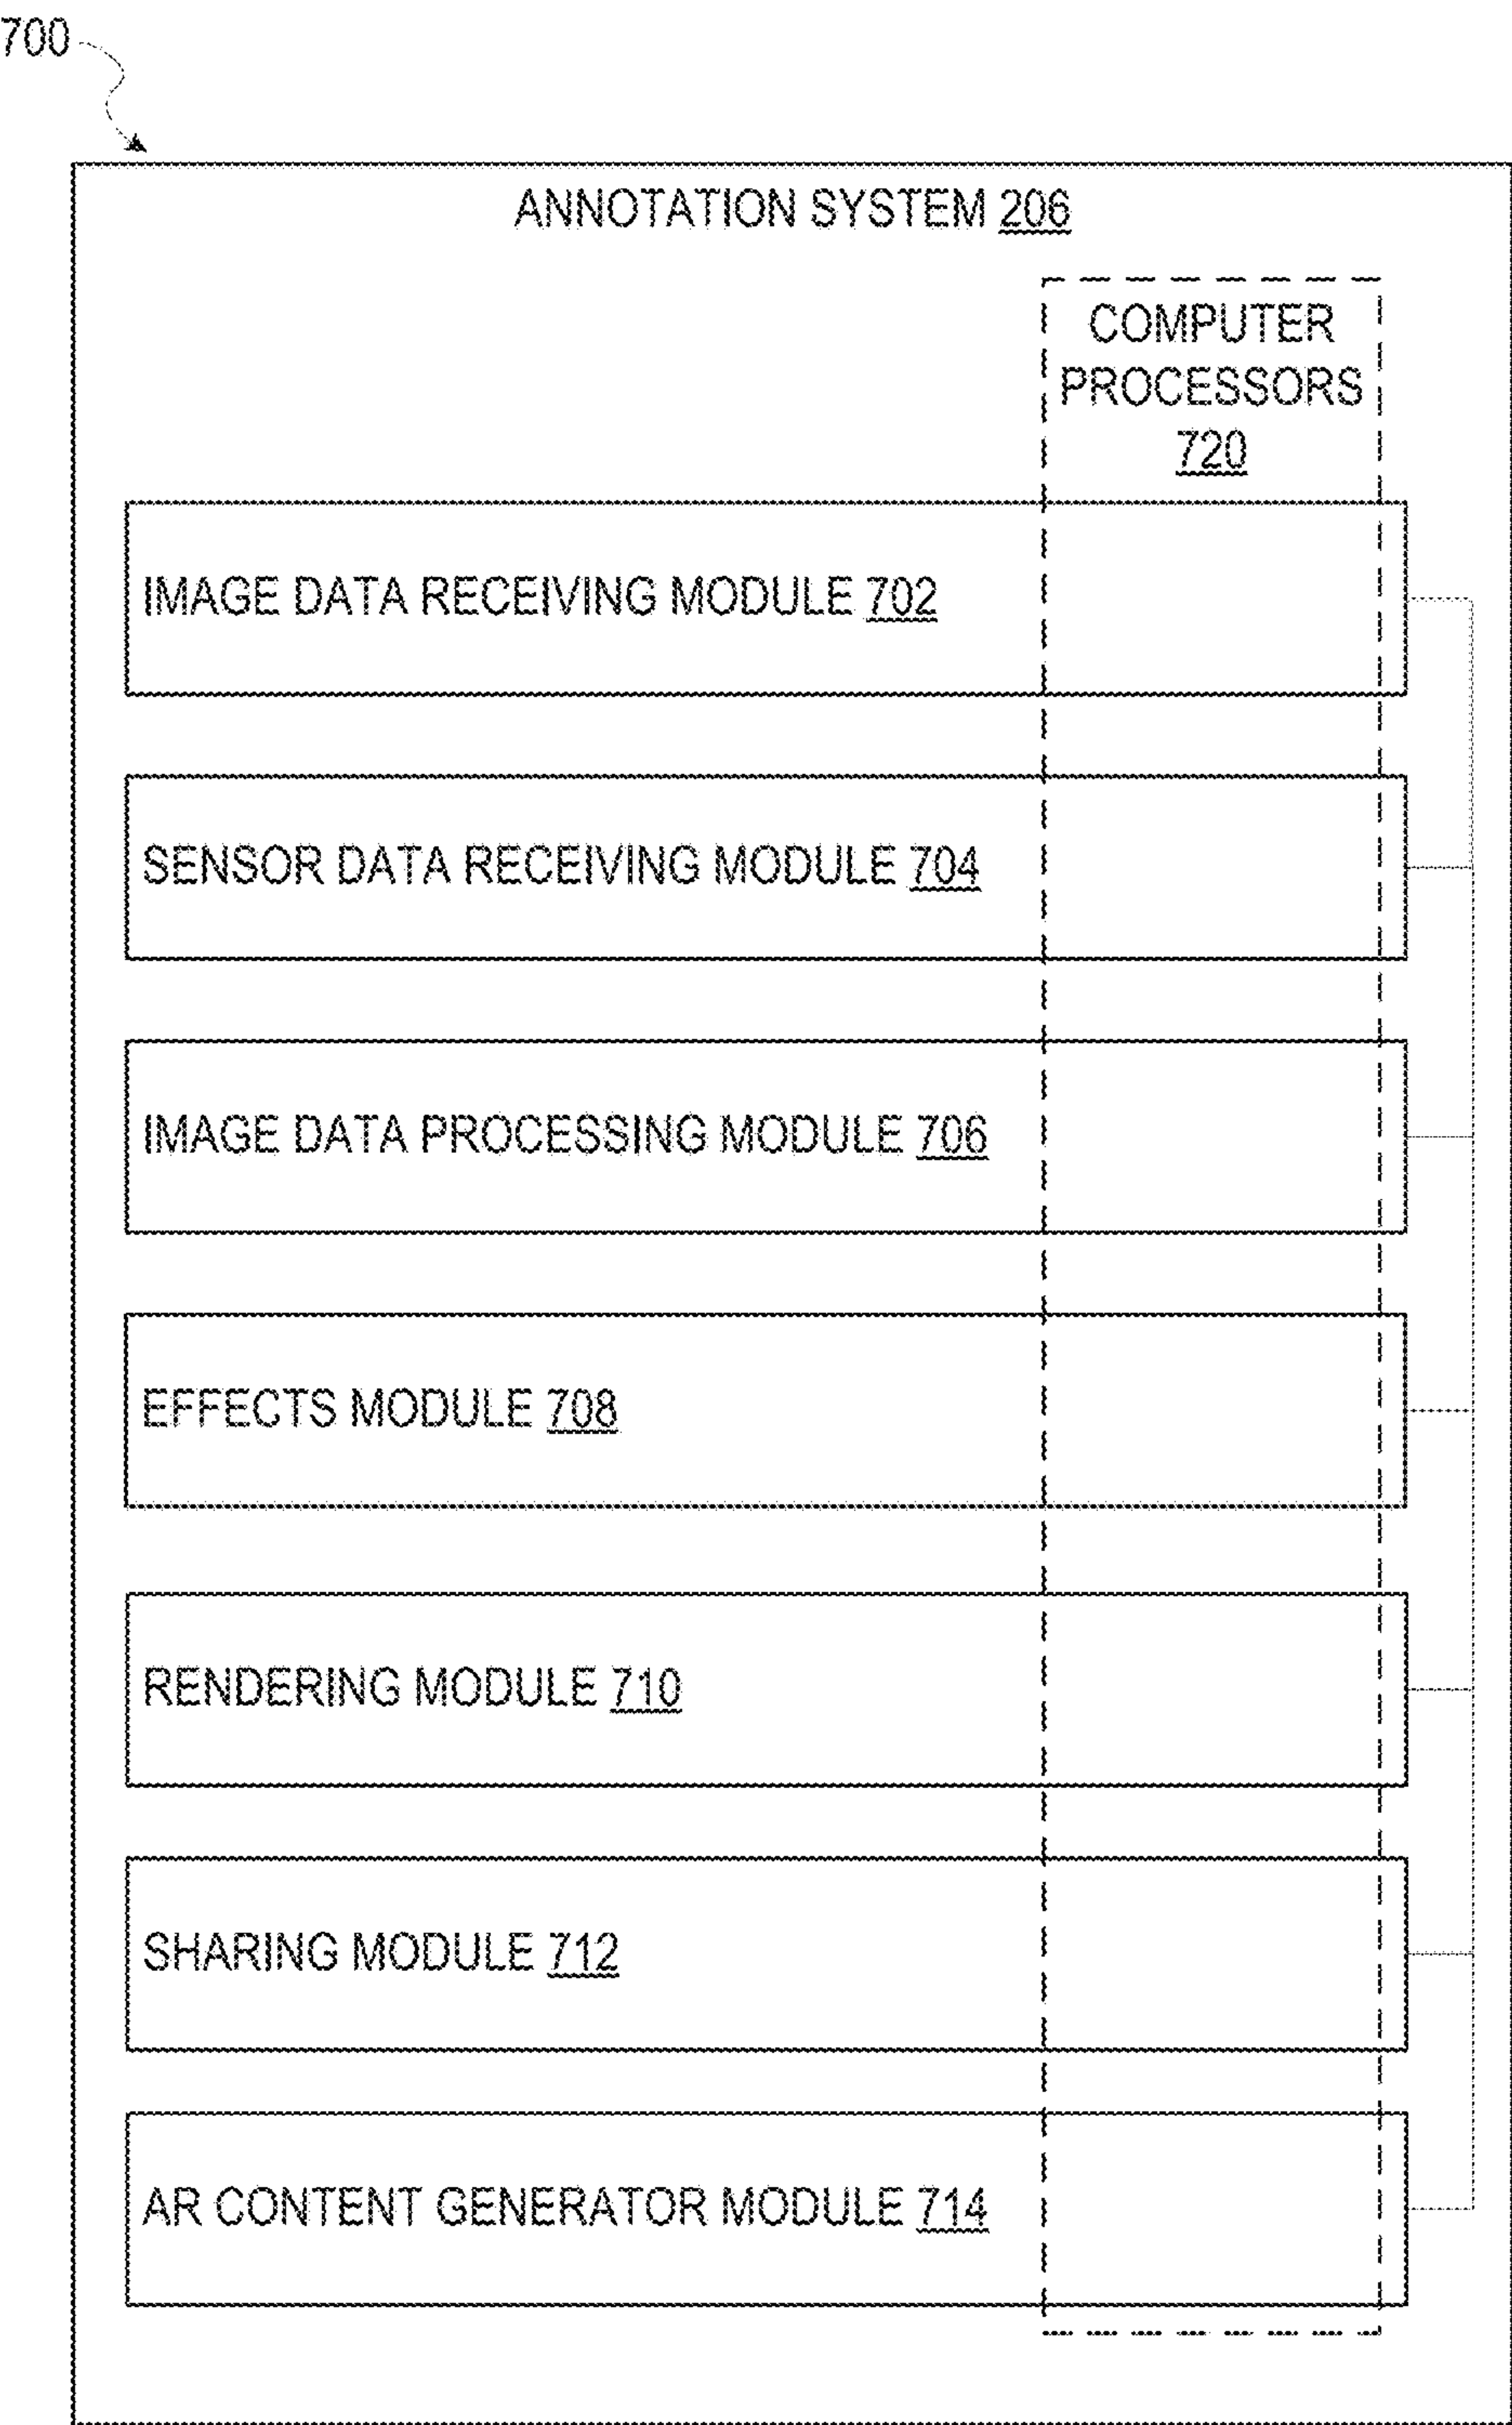 700
ANNOTATION SYSTEM 206
COMPUTER
PROCESSORS
720
IMAGE DATA RECEIVING MODULE 702
SENSOR DATA RECEIVING MODULE 704
IMAGE DATA PROCESSING MODULE 706
EFFECTS MODULE 708
RENDERING MODULE 710
SHARING MODULE 712
AR CONTENT GENERATOR MODULE 714